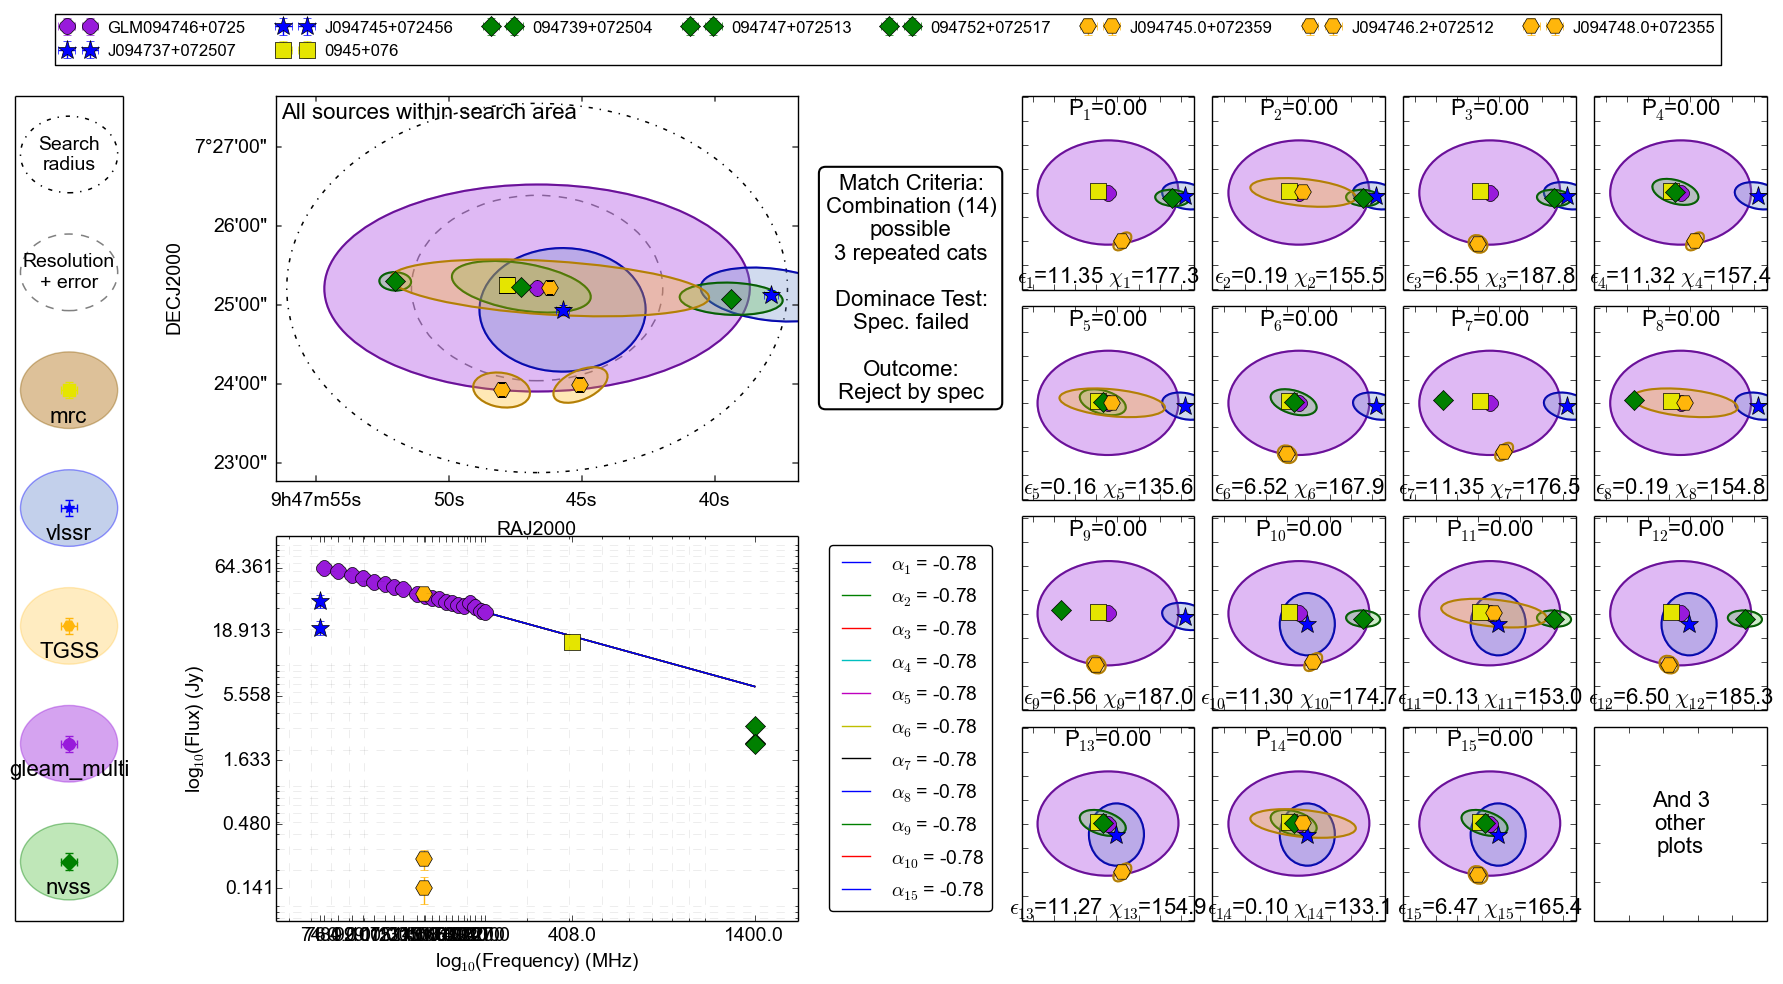 GLM094746+0725
J094745+072456
094739+072504
094747+072513
094752+072517
J094745.0+072359
J094746.2+072512
J094748.0+072355
J094737+072507
0945+076
Search
radius
Resolution
+ error
mrc
vlssr
TGSS
gleam_multi
nvss
All sources within search area
7°27'00"
26'00"
25'00"
24'00"
23'00"
DECJ2000
9h47m55s
50s
45s
40s
RAJ2000
Match Criteria:
Combination (14)
possible
3 repeated cats
Dominace Test:
Spec. failed
Outcome:
Reject by spec
64.361
18.913
5.558
1.633
0.480
0.141
log₁₀(Flux) (Jy)
408.0
1400.0
log₁₀(Frequency) (MHz)
α₁ = -0.78
α₂ = -0.78
α₃ = -0.78
α₄ = -0.78
α₅ = -0.78
α₆ = -0.78
α₇ = -0.78
α₈ = -0.78
α₉ = -0.78
α₁₀ = -0.78
α₁₅ = -0.78
P₁=0.00
ϵ₁=11.35 χ₁=177.3
P₂=0.00
ϵ₂=0.19 χ₂=155.5
P₃=0.00
ϵ₃=6.55 χ₃=187.8
P₄=0.00
ϵ₄=11.32 χ₄=157.4
P₅=0.00
ϵ₅=0.16 χ₅=135.6
P₆=0.00
ϵ₆=6.52 χ₆=167.9
P₇=0.00
ϵ₇=11.35 χ₇=176.5
P₈=0.00
ϵ₈=0.19 χ₈=154.8
P₉=0.00
ϵ₉=6.56 χ₉=187.0
P₁₀=0.00
ϵ₁₀=11.30 χ₁₀=174.7
P₁₁=0.00
ϵ₁₁=0.13 χ₁₁=153.0
P₁₂=0.00
ϵ₁₂=6.50 χ₁₂=185.3
P₁₃=0.00
ϵ₁₃=11.27 χ₁₃=154.9
P₁₄=0.00
ϵ₁₄=0.10 χ₁₄=133.1
P₁₅=0.00
ϵ₁₅=6.47 χ₁₅=165.4
And 3
other
plots